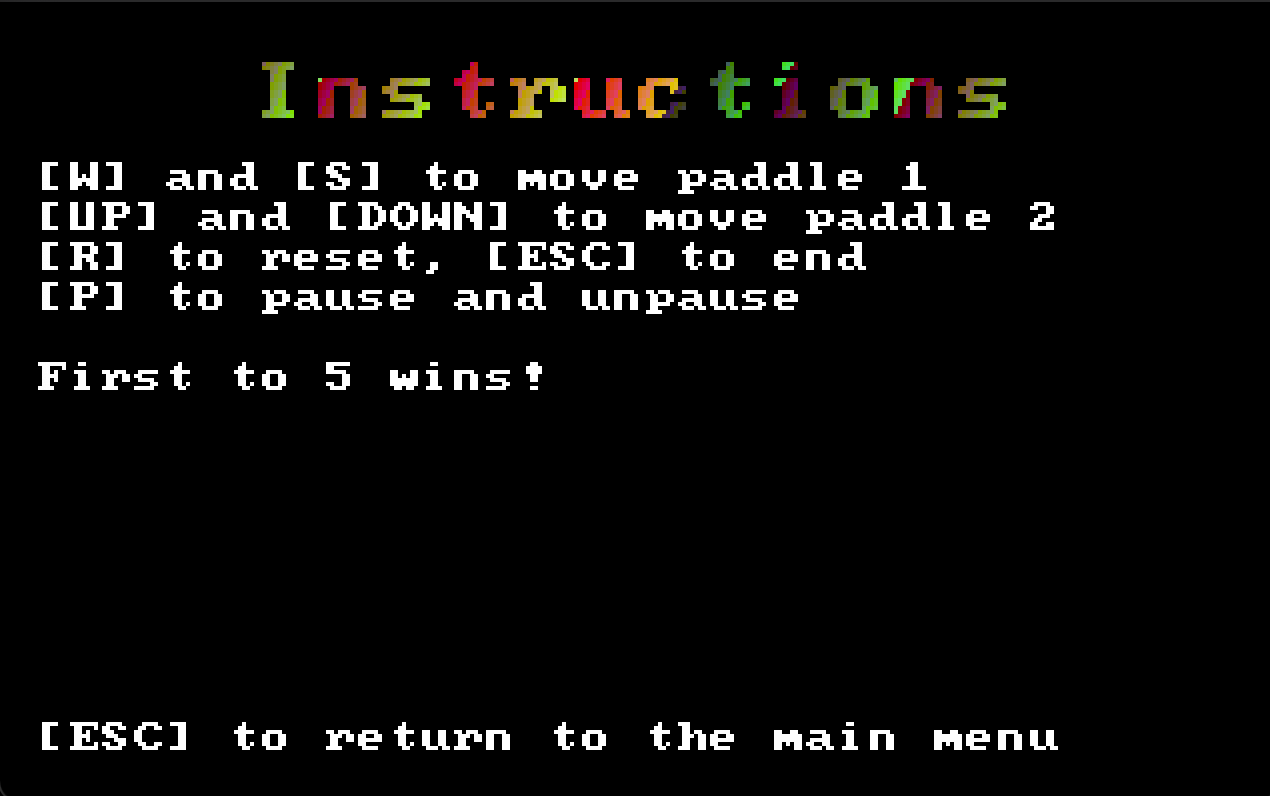 Instructions
[W] and [S] to move paddle 1
[UP] and [DOWN] to move paddle 2
[R] to reset, [ESC] to end
[P] to pause and unpause
First to 5 wins!
[ESC] to return to the main menu